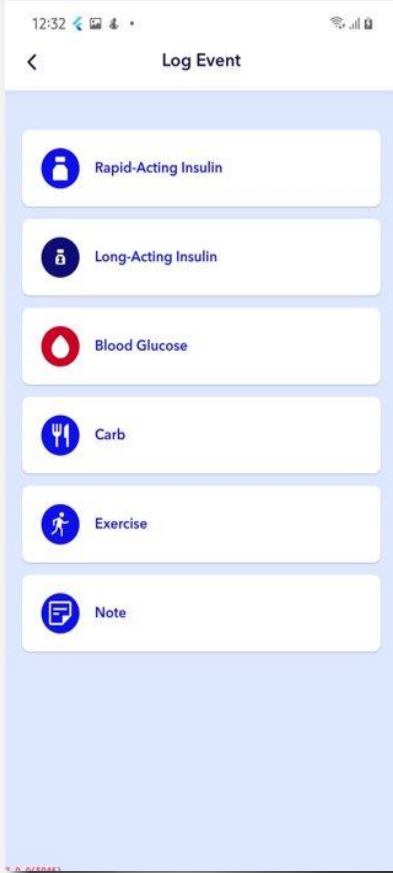 12:32
Log Event
Rapid-Acting Insulin
Long-Acting Insulin
Blood Glucose
Carb
Exercise
Note